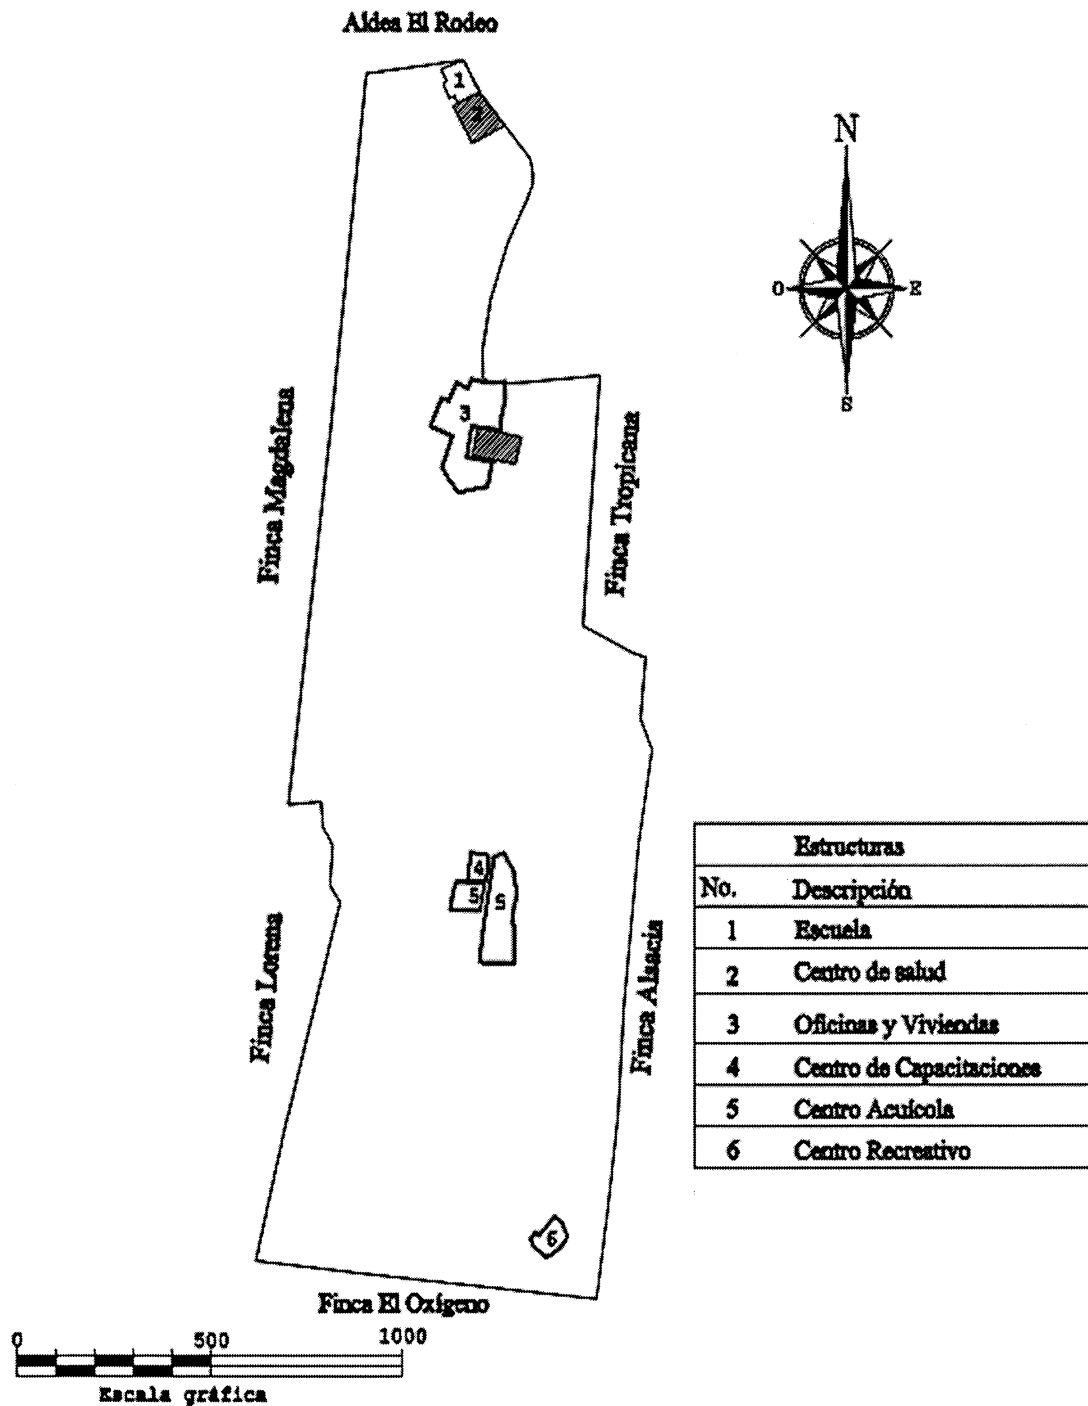 Aldea El Rodeo
1
2
N
O
E
S
3
Finca Magdalena
Finca Tropicana
4
5
5
Finca Lorena
Finca Alsacia
Estructuras
No. Descripción
1 Escuela
2 Centro de salud
3 Oficinas y Viviendas
4 Centro de Capacitaciones
5 Centro Acuícola
6 Centro Recreativo
6
Finca El Oxígeno
0 500 1000
Escala gráfica